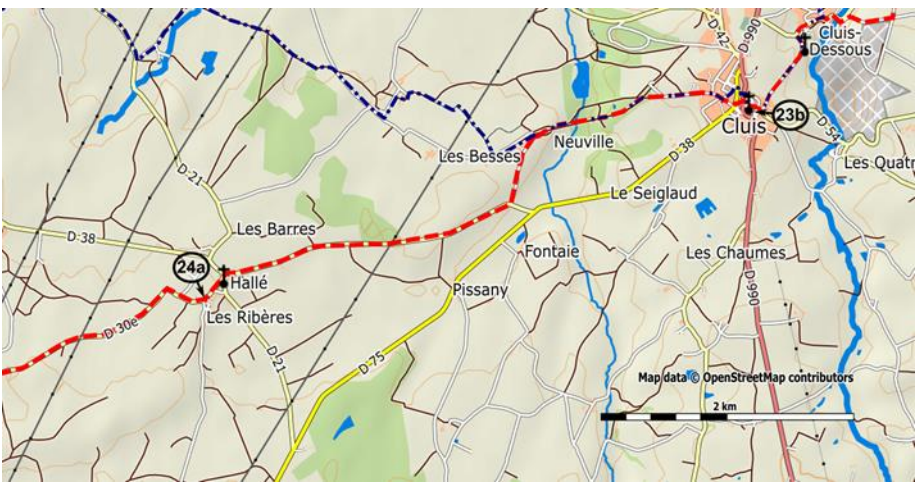 D-42
D-990
Cluis-
Dessous
23b
Cluis
D-54
Neuville
Les Besses
D-38
Les Quatr
D-21
Le Seiglaud
Les Barres
D-38
Fontaie
Les Chaumes
24a
Hallé
D-990
Pissany
Les Ribères
D-30e
D-21
D-75
Map data © OpenStreetMap contributors
2 km